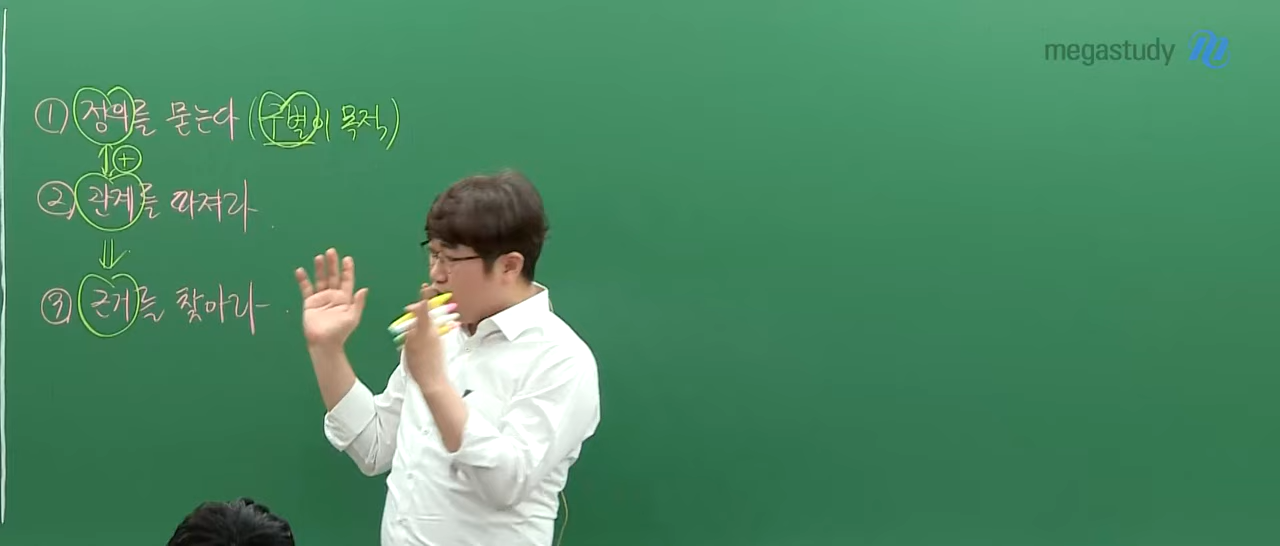 megastudy
① 정의를 묻는다 (구별이 목적)
↕ ⊕
② 관계를 따져라
⇓
③ 근거를 찾아라